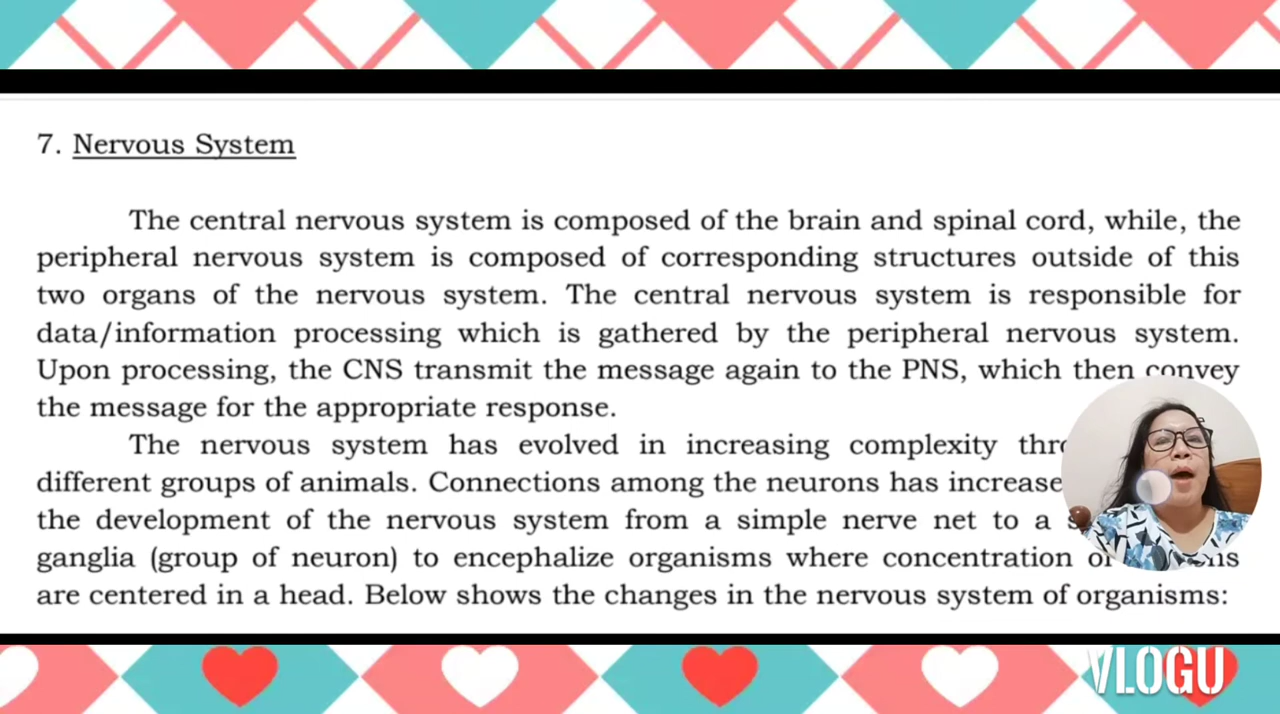 7. Nervous System
The central nervous system is composed of the brain and spinal cord, while, the
peripheral nervous system is composed of corresponding structures outside of this
two organs of the nervous system. The central nervous system is responsible for
data/information processing which is gathered by the peripheral nervous system.
Upon processing, the CNS transmit the message again to the PNS, which then convey
the message for the appropriate response.
The nervous system has evolved in increasing complexity
different groups of animals. Connections among the neurons has
the development of the nervous system from a simple nerve net to a
ganglia (group of neuron) to encephalize organisms where concentration
are centered in a head. Below shows the changes in the nervous system of organisms:
VLOGU